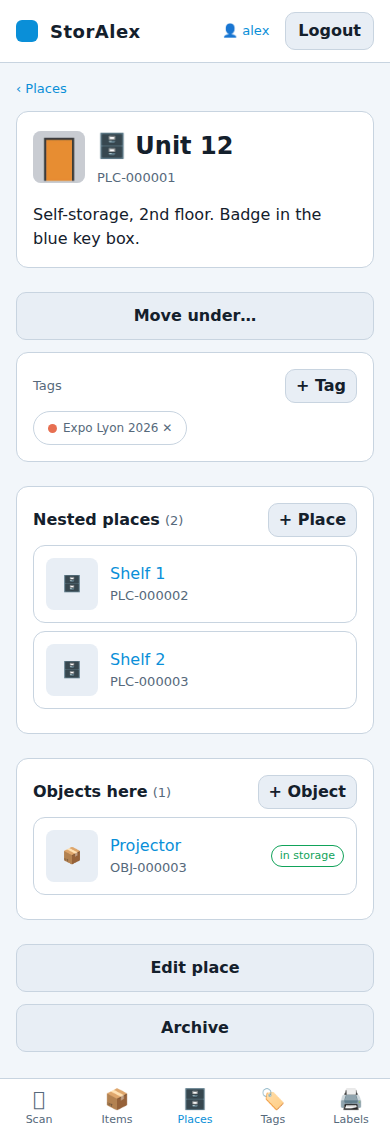 StorAlex
alex
Logout
‹ Places
Unit 12
PLC-000001
Self-storage, 2nd floor. Badge in the
blue key box.
Move under…
Tags
+ Tag
Expo Lyon 2026 ✕
Nested places (2)
+ Place
Shelf 1
PLC-000002
Shelf 2
PLC-000003
Objects here (1)
+ Object
Projector
OBJ-000003
in storage
Edit place
Archive
Scan
Items
Places
Tags
Labels